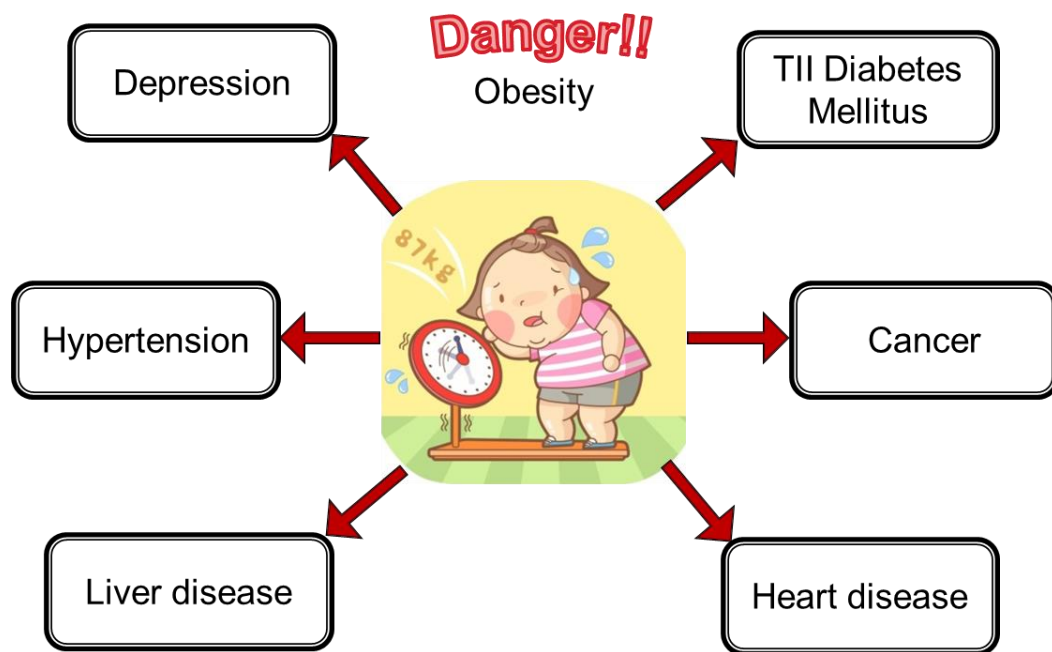 Danger!!
Obesity
Depression
TII Diabetes
Mellitus
87kg
Hypertension
Cancer
Liver disease
Heart disease